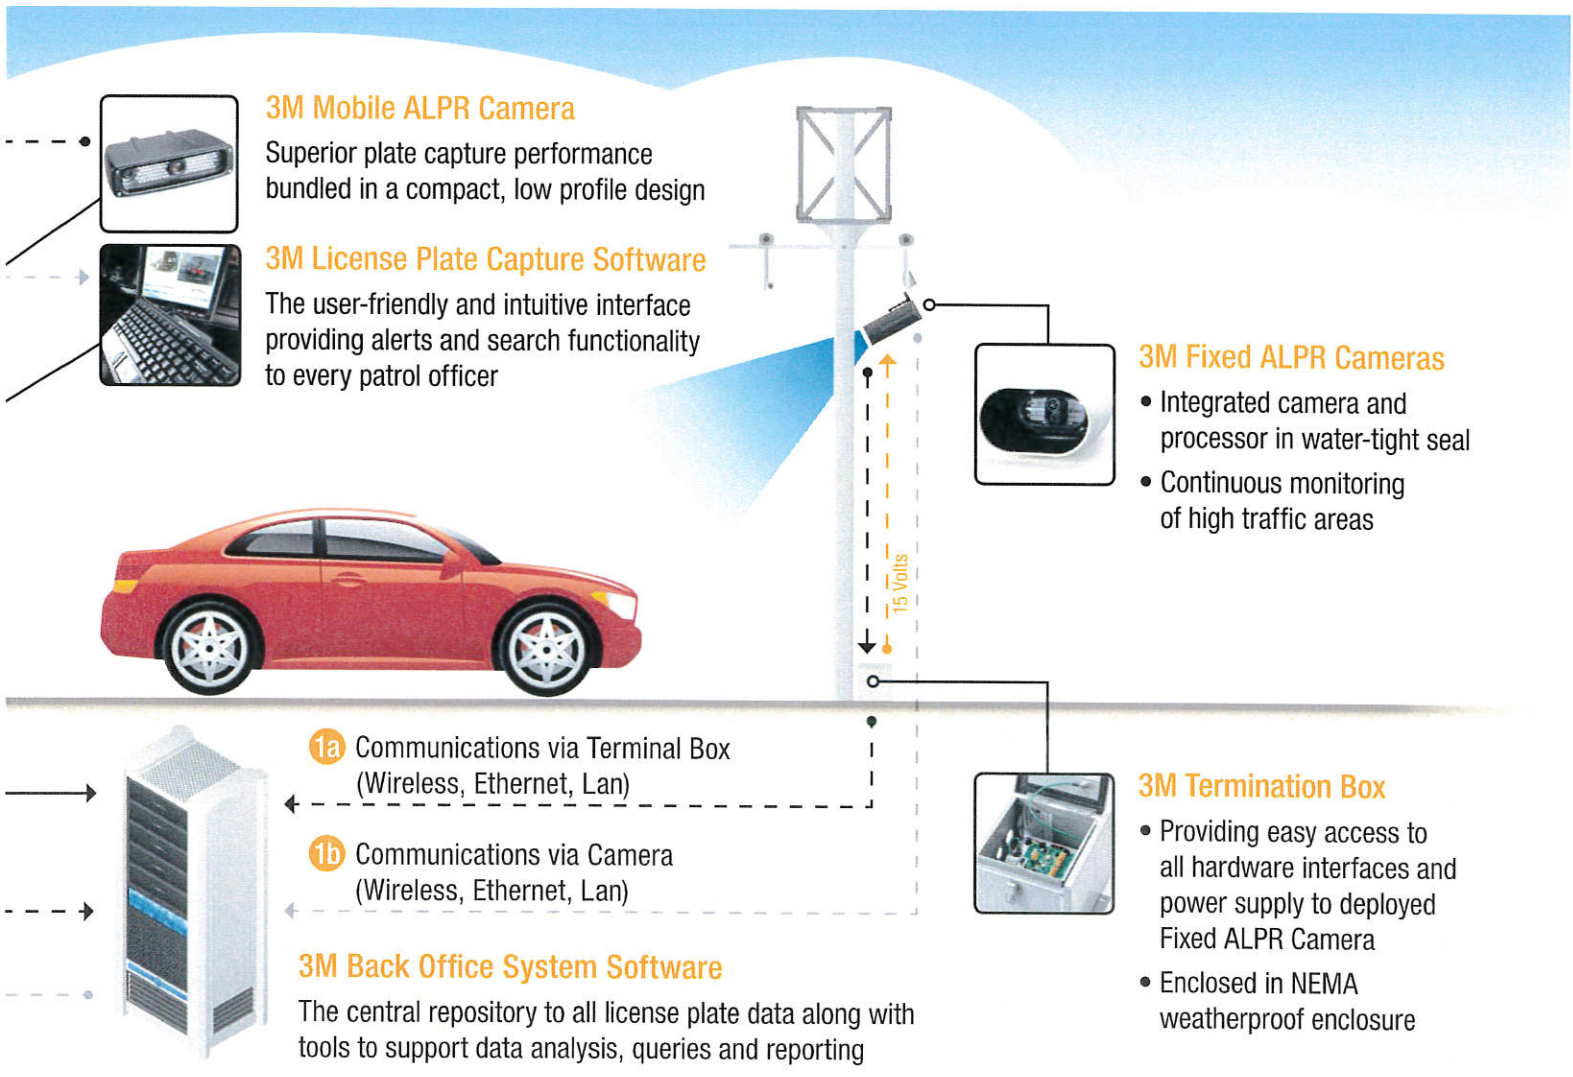 3M Mobile ALPR Camera
Superior plate capture performance
bundled in a compact, low profile design
3M License Plate Capture Software
The user-friendly and intuitive interface
providing alerts and search functionality
to every patrol officer
3M Fixed ALPR Cameras
• Integrated camera and
processor in water-tight seal
• Continuous monitoring
of high traffic areas
15 Volts
1a Communications via Terminal Box
(Wireless, Ethernet, Lan)
1b Communications via Camera
(Wireless, Ethernet, Lan)
3M Back Office System Software
The central repository to all license plate data along with
tools to support data analysis, queries and reporting
3M Termination Box
• Providing easy access to
all hardware interfaces and
power supply to deployed
Fixed ALPR Camera
• Enclosed in NEMA
weatherproof enclosure